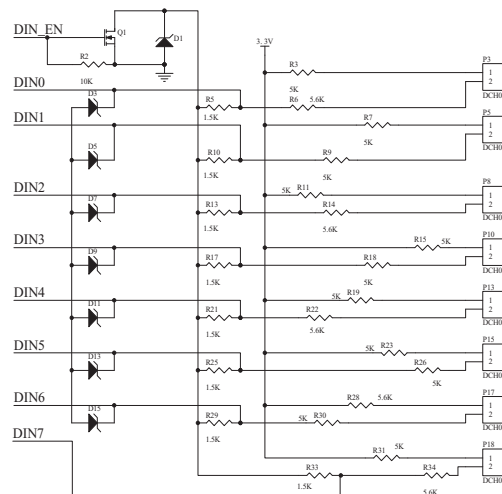 DIN_EN
Q1
D1
R2
10K
3. 3V
R3
5K
P3
1
2
DCH0
DIN0
D3
R5
1.5K
R6
5.6K
DIN1
D5
R7
5K
P5
1
2
DCH0
R10
1.5K
R9
5K
DIN2
D7
5K
R11
P8
1
2
DCH0
R13
1.5K
R14
5.6K
DIN3
D9
R15
5K
P10
1
2
DCH0
R17
1.5K
R18
5K
DIN4
D11
5K
R19
P13
1
2
DCH0
R21
1.5K
R22
5.6K
DIN5
D13
5K
R23
P15
1
2
DCH0
R25
1.5K
R26
5K
DIN6
D15
R28
5.6K
P17
1
2
DCH0
R29
1.5K
5K
R30
DIN7
R31
5K
P18
1
2
DCH0
R33
1.5K
R34
5.6K